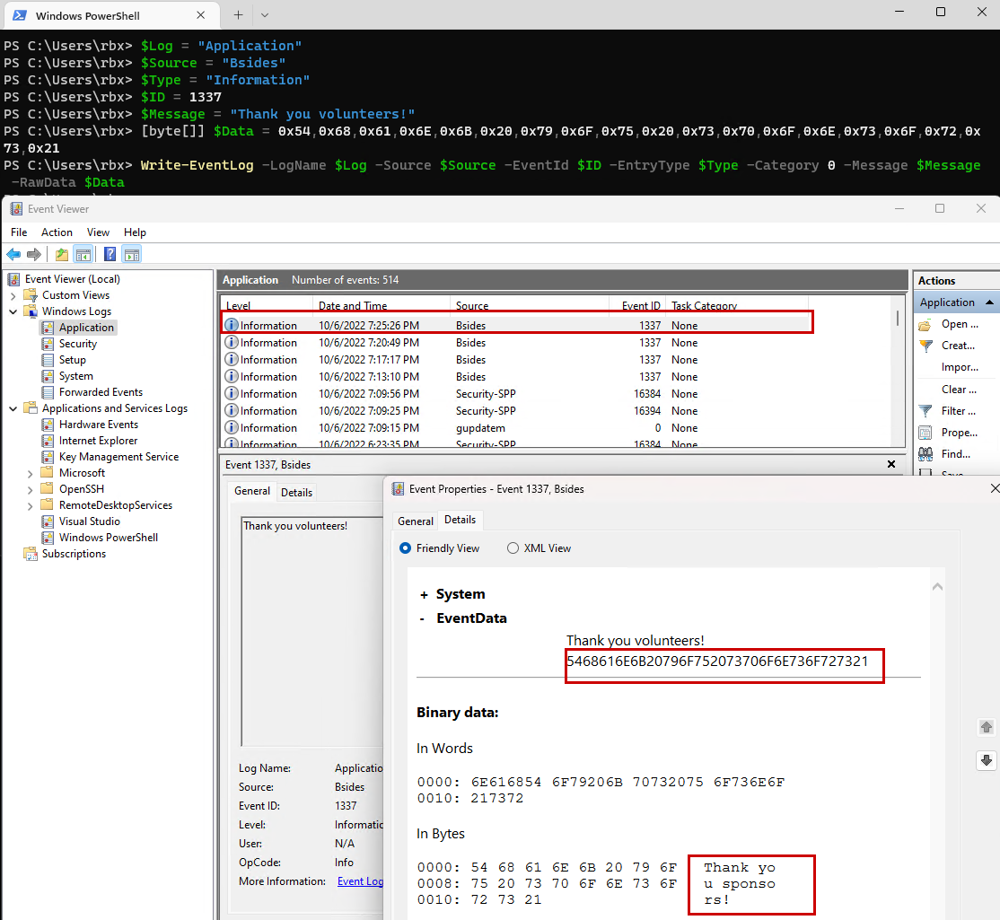 Windows PowerShell
PS C:\Users\rbx> $Log = "Application"
PS C:\Users\rbx> $Source = "Bsides"
PS C:\Users\rbx> $Type = "Information"
PS C:\Users\rbx> $ID = 1337
PS C:\Users\rbx> $Message = "Thank you volunteers!"
PS C:\Users\rbx> [byte[]] $Data = 0x54,0x68,0x61,0x6E,0x6B,0x20,0x79,0x6F,0x75,0x20,0x73,0x70,0x6F,0x6E,0x73,0x6F,0x72,0x
73,0x21
PS C:\Users\rbx> Write-EventLog -LogName $Log -Source $Source -EventId $ID -EntryType $Type -Category 0 -Message $Message
-RawData $Data
Event Viewer
File Action View Help
Event Viewer (Local)
Custom Views
Windows Logs
Application
Security
Setup
System
Forwarded Events
Applications and Services Logs
Hardware Events
Internet Explorer
Key Management Service
Microsoft
OpenSSH
RemoteDesktopServices
Visual Studio
Windows PowerShell
Subscriptions
Application Number of events: 514
Level Date and Time Source Event ID Task Category
Information 10/6/2022 7:25:26 PM Bsides 1337 None
Information 10/6/2022 7:20:49 PM Bsides 1337 None
Information 10/6/2022 7:17:17 PM Bsides 1337 None
Information 10/6/2022 7:13:10 PM Bsides 1337 None
Information 10/6/2022 7:09:56 PM Security-SPP 16384 None
Information 10/6/2022 7:09:25 PM Security-SPP 16394 None
Information 10/6/2022 7:09:15 PM gupdatem 0 None
Information 10/6/2022 6:23:35 PM Security-SPP 16384 None
Actions
Application
Open ...
Creat...
Impor...
Clear ...
Filter ...
Prope...
Find...
Save
Event 1337, Bsides
General Details
Thank you volunteers!
Log Name: Applicatio
Source: Bsides
Event ID: 1337
Level: Informatic
User: N/A
OpCode: Info
More Information: Event Log
Event Properties - Event 1337, Bsides
General Details
Friendly View XML View
+ System
- EventData
Thank you volunteers!
5468616E6B20796F752073706F6E736F727321
Binary data:
In Words
0000: 6E616854 6F79206B 70732075 6F736E6F
0010: 217372
In Bytes
0000: 54 68 61 6E 6B 20 79 6F Thank yo
0008: 75 20 73 70 6F 6E 73 6F u sponso
0010: 72 73 21 rs!